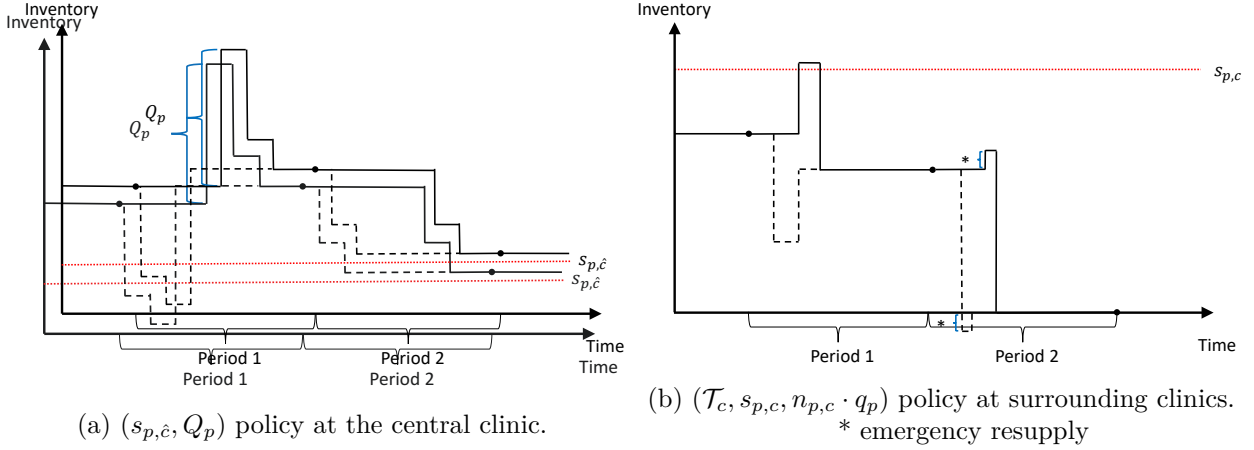 Inventory
Inventory
Q_p
Q_p
s_{p,ĉ}
s_{p,ĉ}
Time
Time
Period 1
Period 2
Period 1
Period 2
(a) (s_{p,ĉ}, Q_p) policy at the central clinic.
Inventory
s_{p,c}
*
*
Time
Period 1
Period 2
(b) (𝒯_c, s_{p,c}, n_{p,c} · q_p) policy at surrounding clinics.
* emergency resupply